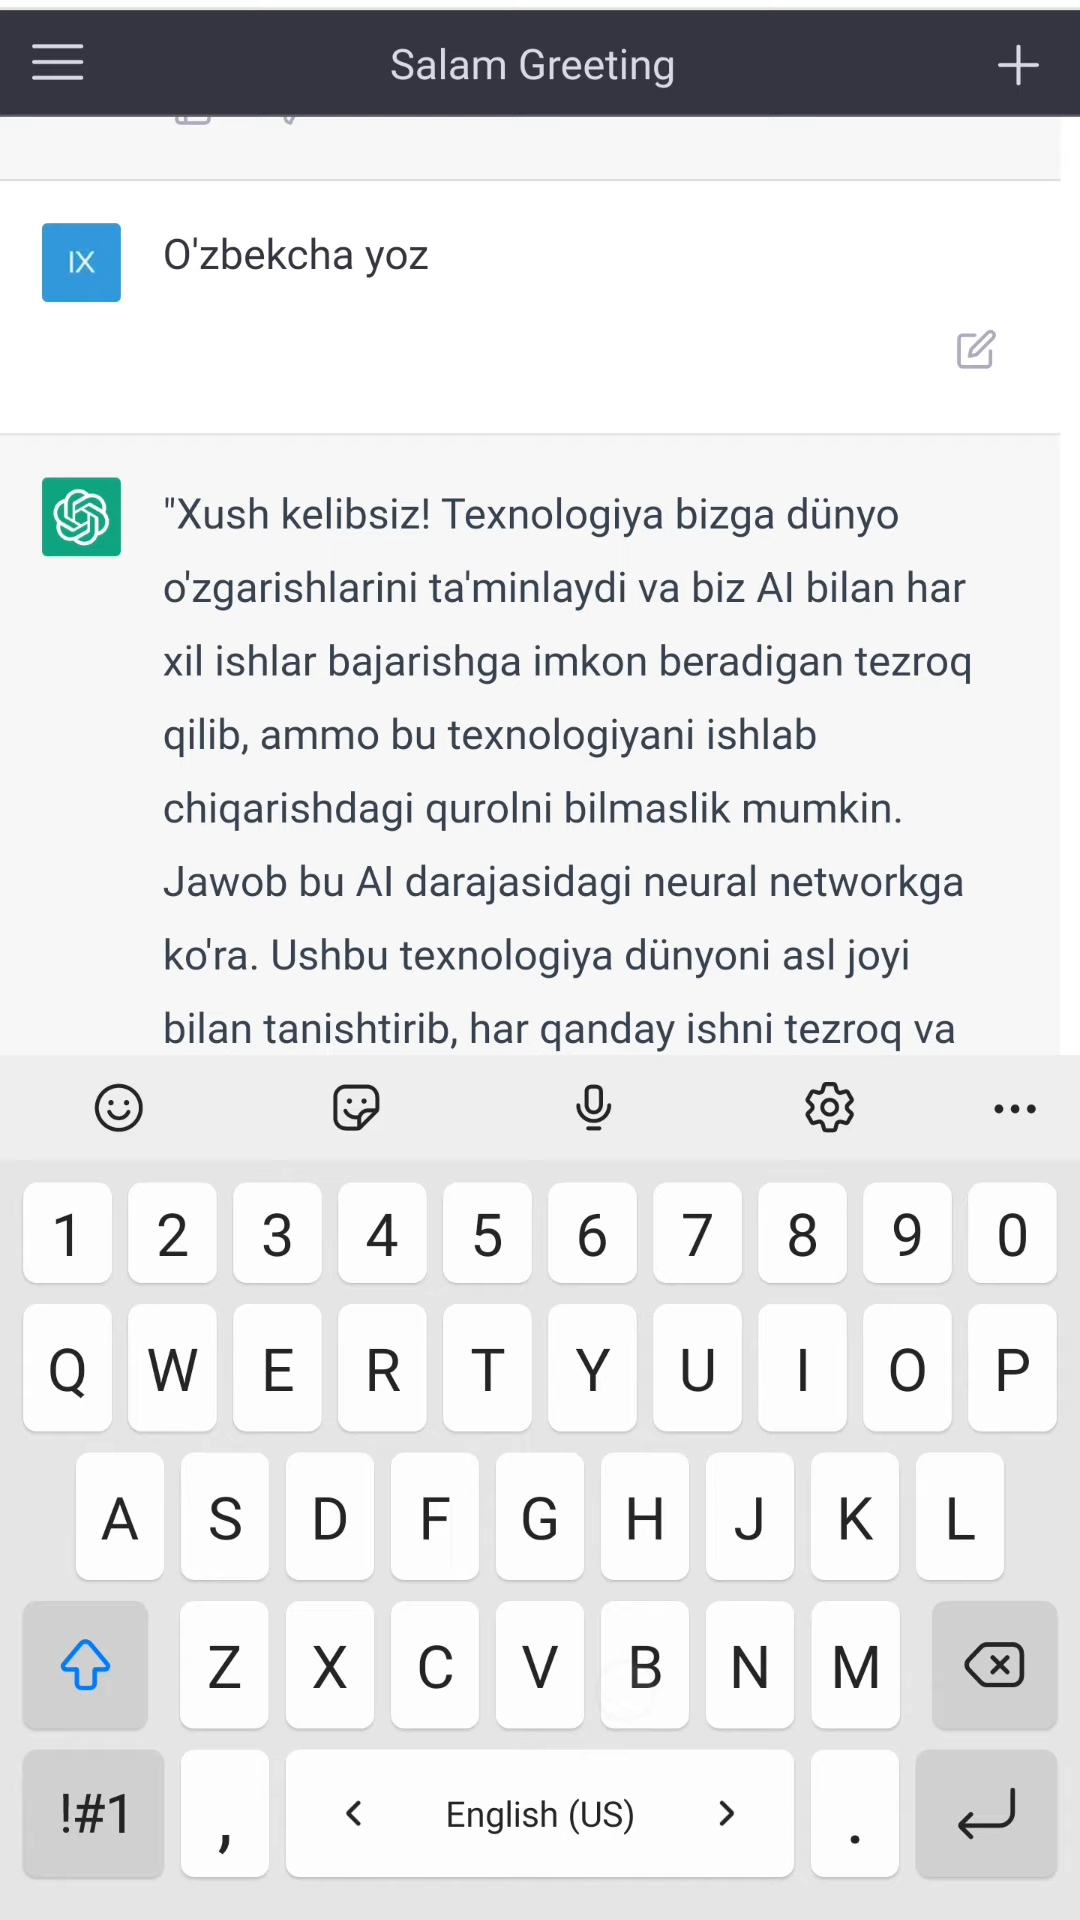 Salam Greeting
IX
O'zbekcha yoz
"Xush kelibsiz! Texnologiya bizga dünyo
o'zgarishlarini ta'minlaydi va biz AI bilan har
xil ishlar bajarishga imkon beradigan tezroq
qilib, ammo bu texnologiyani ishlab
chiqarishdagi qurolni bilmaslik mumkin.
Jawob bu AI darajasidagi neural networkga
ko'ra. Ushbu texnologiya dünyoni asl joyi
bilan tanishtirib, har qanday ishni tezroq va
1 2 3 4 5 6 7 8 9 0
Q W E R T Y U I O P
A S D F G H J K L
Z X C V B N M
!#1 , < English (US) > .